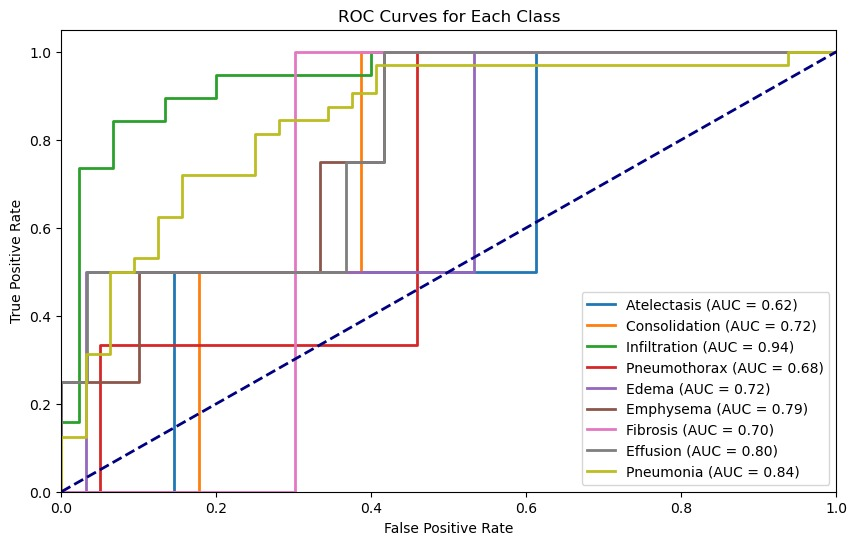 ROC Curves for Each Class
True Positive Rate
1.0
0.8
0.6
0.4
0.2
0.0
Atelectasis (AUC = 0.62)
Consolidation (AUC = 0.72)
Infiltration (AUC = 0.94)
Pneumothorax (AUC = 0.68)
Edema (AUC = 0.72)
Emphysema (AUC = 0.79)
Fibrosis (AUC = 0.70)
Effusion (AUC = 0.80)
Pneumonia (AUC = 0.84)
0.0 0.2 0.4 0.6 0.8 1.0
False Positive Rate